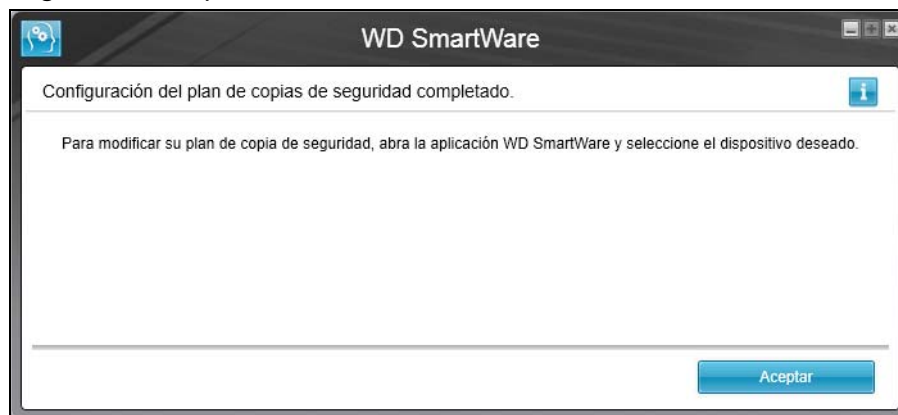 WD SmartWare
Configuración del plan de copias de seguridad completado.
Para modificar su plan de copia de seguridad, abra la aplicación WD SmartWare y seleccione el dispositivo deseado.
Aceptar